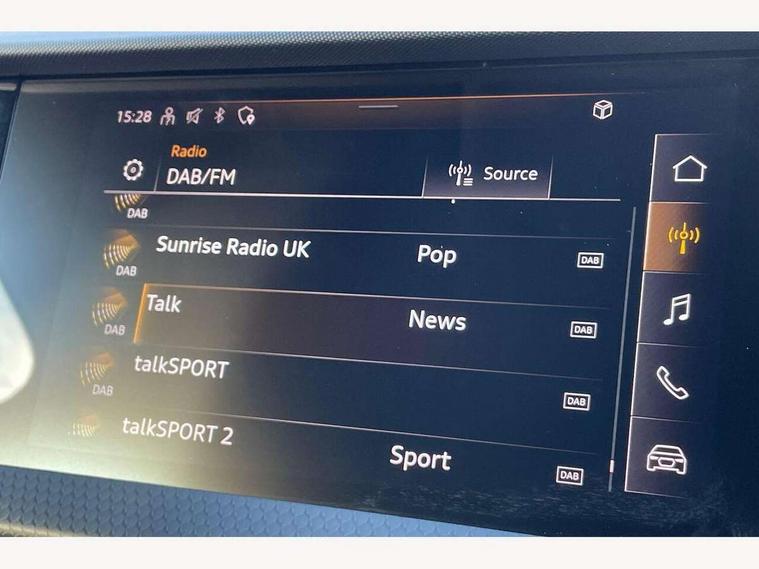 15:28
Radio
DAB/FM
Source
DAB
Sunrise Radio UK Pop DAB
DAB
Talk News DAB
DAB
talkSPORT DAB
DAB
talkSPORT 2 Sport DAB